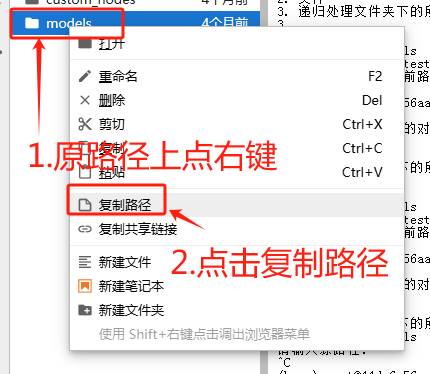 custom_nodes 4个月前
models 4个月前
打开
重命名 F2
删除 Del
剪切 Ctrl+X
复制 Ctrl+C
粘贴 Ctrl+V
复制路径
复制共享链接
新建文件
新建笔记本
新建文件夹
使用 Shift+右键点击调出浏览器菜单
1.原路径上点右键
2.点击复制路径
3. 递归处理文件夹下的所
ls
test
前路
56aa
的对
下的所
ls
test
前路
56aa
的对
下的所
ls
^C